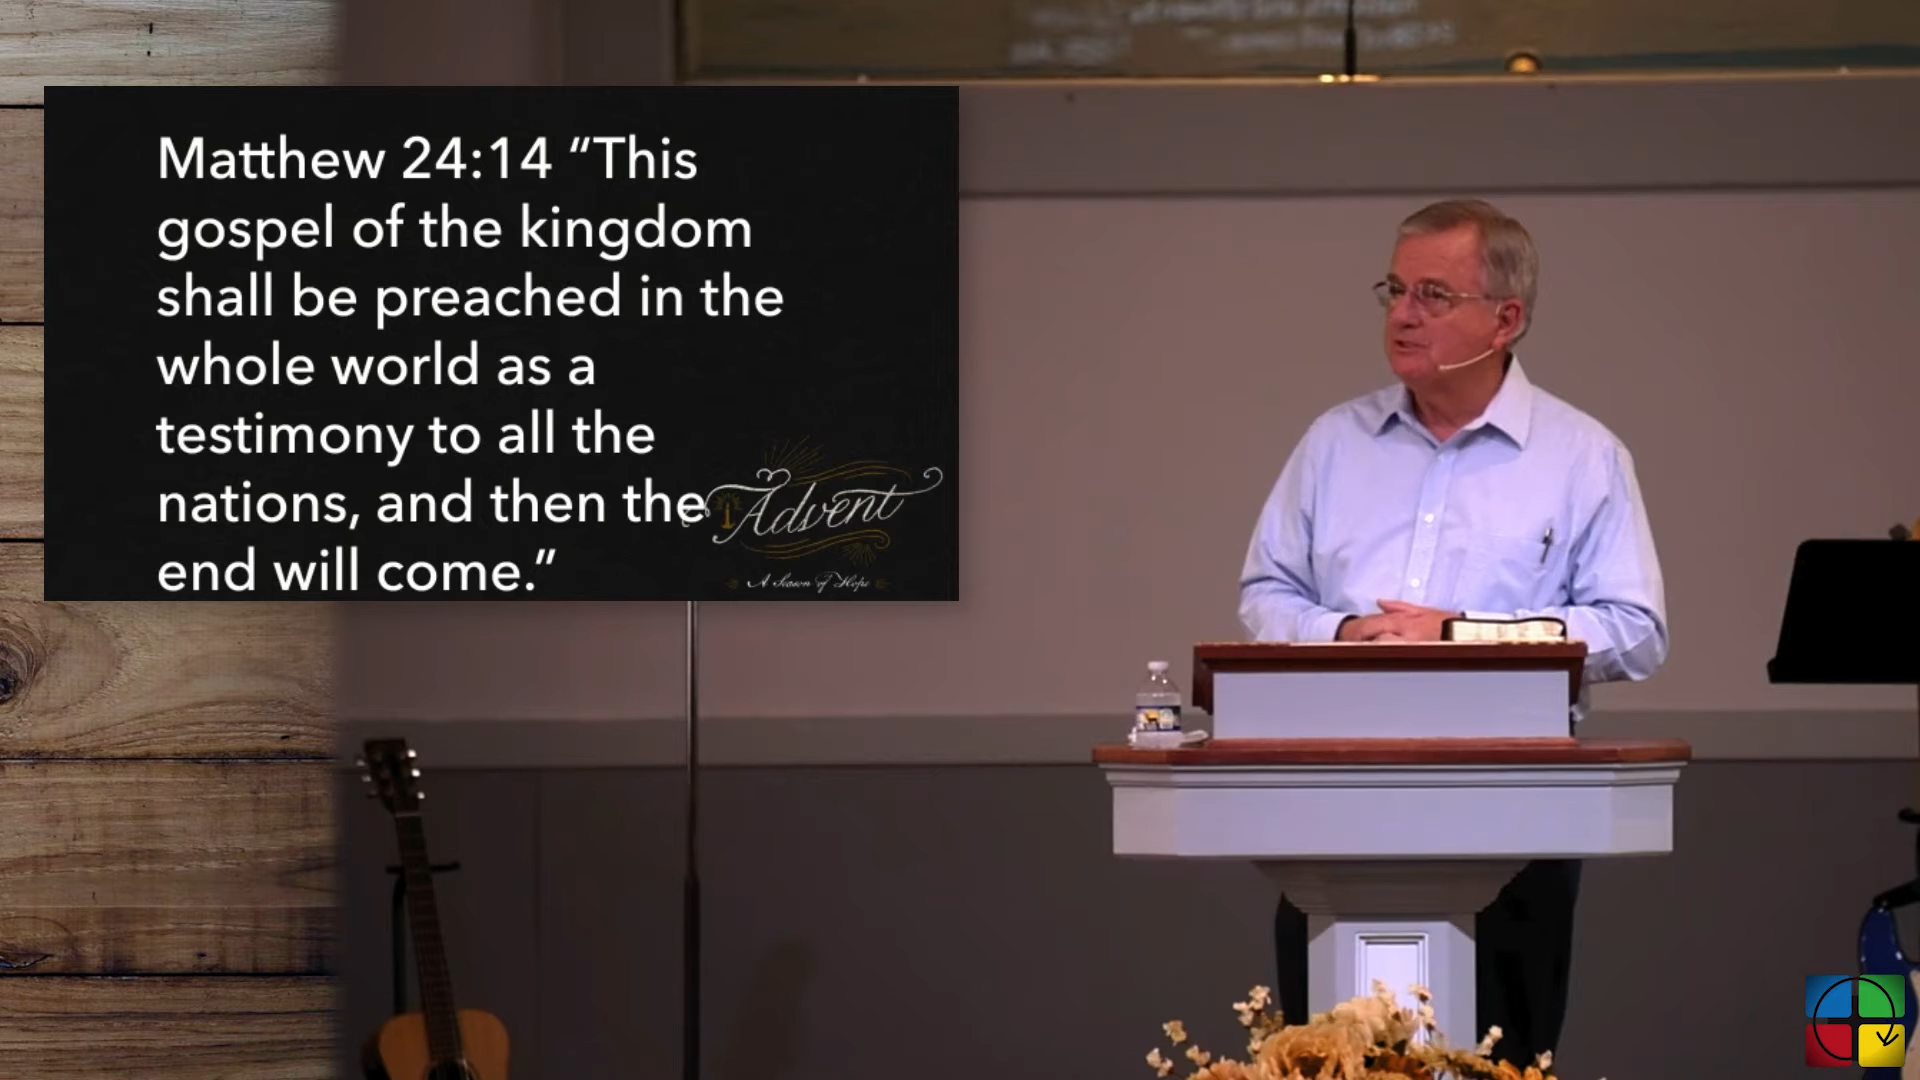 Matthew 24:14 “This
gospel of the kingdom
shall be preached in the
whole world as a
testimony to all the
nations, and then the
end will come.”
Advent
A Season of Hope